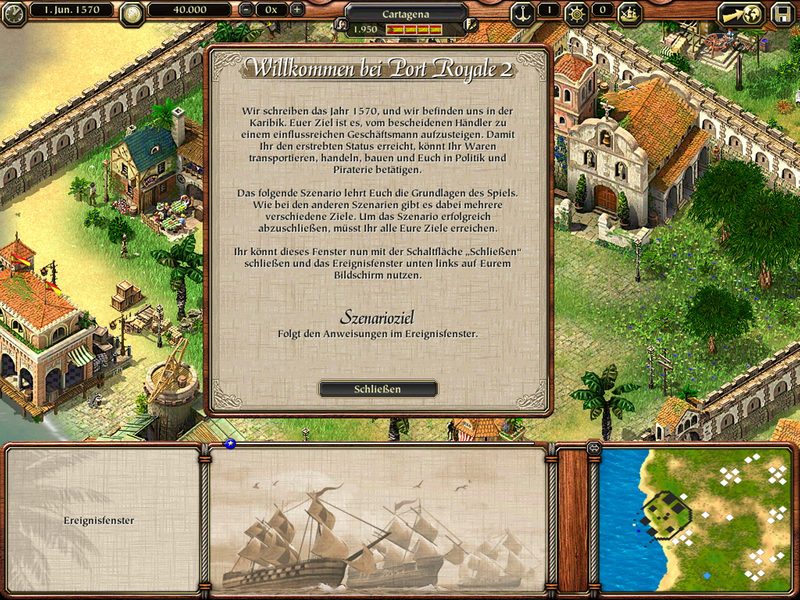 1. Jun. 1570
40.000
0x
Cartagena
1.950
1
0
Willkommen bei Port Royale 2
Wir schreiben das Jahr 1570, und wir befinden uns in der
Karibik. Euer Ziel ist es, vom bescheidenen Händler zu
einem einflussreichen Geschäftsmann aufzusteigen. Damit
Ihr den erstrebten Status erreicht, könnt Ihr Waren
transportieren, handeln, bauen und Euch in Politik und
Piraterie betätigen.
Das folgende Szenario lehrt Euch die Grundlagen des Spiels.
Wie bei den anderen Szenarien gibt es dabei mehrere
verschiedene Ziele. Um das Szenario erfolgreich
abzuschließen, müsst Ihr alle Eure Ziele erreichen.
Ihr könnt dieses Fenster nun mit der Schaltfläche „Schließen“
schließen und das Ereignisfenster unten links auf Eurem
Bildschirm nutzen.
Szenarioziel
Folgt den Anweisungen im Ereignisfenster.
Schließen
Ereignisfenster